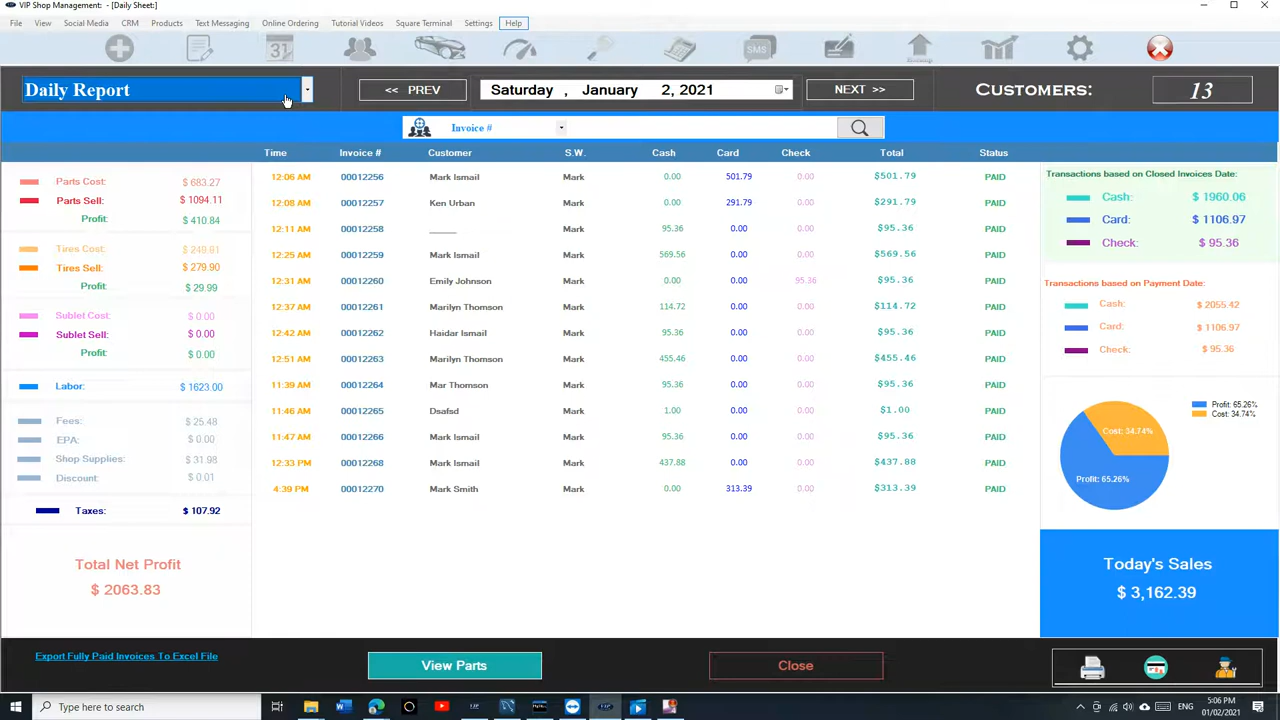 VIP Shop Management: - [Daily Sheet:]
File View Social Media CRM Products Text Messaging Online Ordering Tutorial Videos Square Terminal Settings Help
31 SMS
Daily Report << PREV Saturday , January 2, 2021 NEXT >> CUSTOMERS: 13
Invoice #
Time Invoice # Customer S.W. Cash Card Check Total Status
12:06 AM 00012256 Mark Ismail Mark 0.00 501.79 0.00 $501.79 PAID
12:08 AM 00012257 Ken Urban Mark 0.00 291.79 0.00 $291.79 PAID
12:11 AM 00012258 _____ Mark 95.36 0.00 0.00 $95.36 PAID
12:25 AM 00012259 Mark Ismail Mark 569.56 0.00 0.00 $569.56 PAID
12:31 AM 00012260 Emily Johnson Mark 0.00 0.00 95.36 $95.36 PAID
12:37 AM 00012261 Marilyn Thomson Mark 114.72 0.00 0.00 $114.72 PAID
12:42 AM 00012262 Haidar Ismail Mark 95.36 0.00 0.00 $95.36 PAID
12:51 AM 00012263 Marilyn Thomson Mark 455.46 0.00 0.00 $455.46 PAID
11:39 AM 00012264 Mar Thomson Mark 95.36 0.00 0.00 $95.36 PAID
11:46 AM 00012265 Dsafsd Mark 1.00 0.00 0.00 $1.00 PAID
11:47 AM 00012266 Mark Ismail Mark 95.36 0.00 0.00 $95.36 PAID
12:33 PM 00012268 Mark Ismail Mark 437.88 0.00 0.00 $437.88 PAID
4:39 PM 00012270 Mark Smith Mark 0.00 313.39 0.00 $313.39 PAID
Parts Cost: $ 683.27
Parts Sell: $ 1094.11
Profit: $ 410.84
Tires Cost: $ 249.91
Tires Sell: $ 279.90
Profit: $ 29.99
Sublet Cost: $ 0.00
Sublet Sell: $ 0.00
Profit: $ 0.00
Labor: $ 1623.00
Fees: $ 25.48
EPA: $ 0.00
Shop Supplies: $ 31.98
Discount: $ 0.01
Taxes: $ 107.92
Total Net Profit
$ 2063.83
Transactions based on Closed Invoices Date:
Cash: $ 1960.06
Card: $ 1106.97
Check: $ 95.36
Transactions based on Payment Date:
Cash: $ 2055.42
Card: $ 1106.97
Check: $ 95.36
Profit: 65.26%
Cost: 34.74%
Cost: 34.74%
Profit: 65.26%
Today's Sales
$ 3,162.39
Export Fully Paid Invoices To Excel File View Parts Close
Type here to search ENG 5:06 PM
01/02/2021